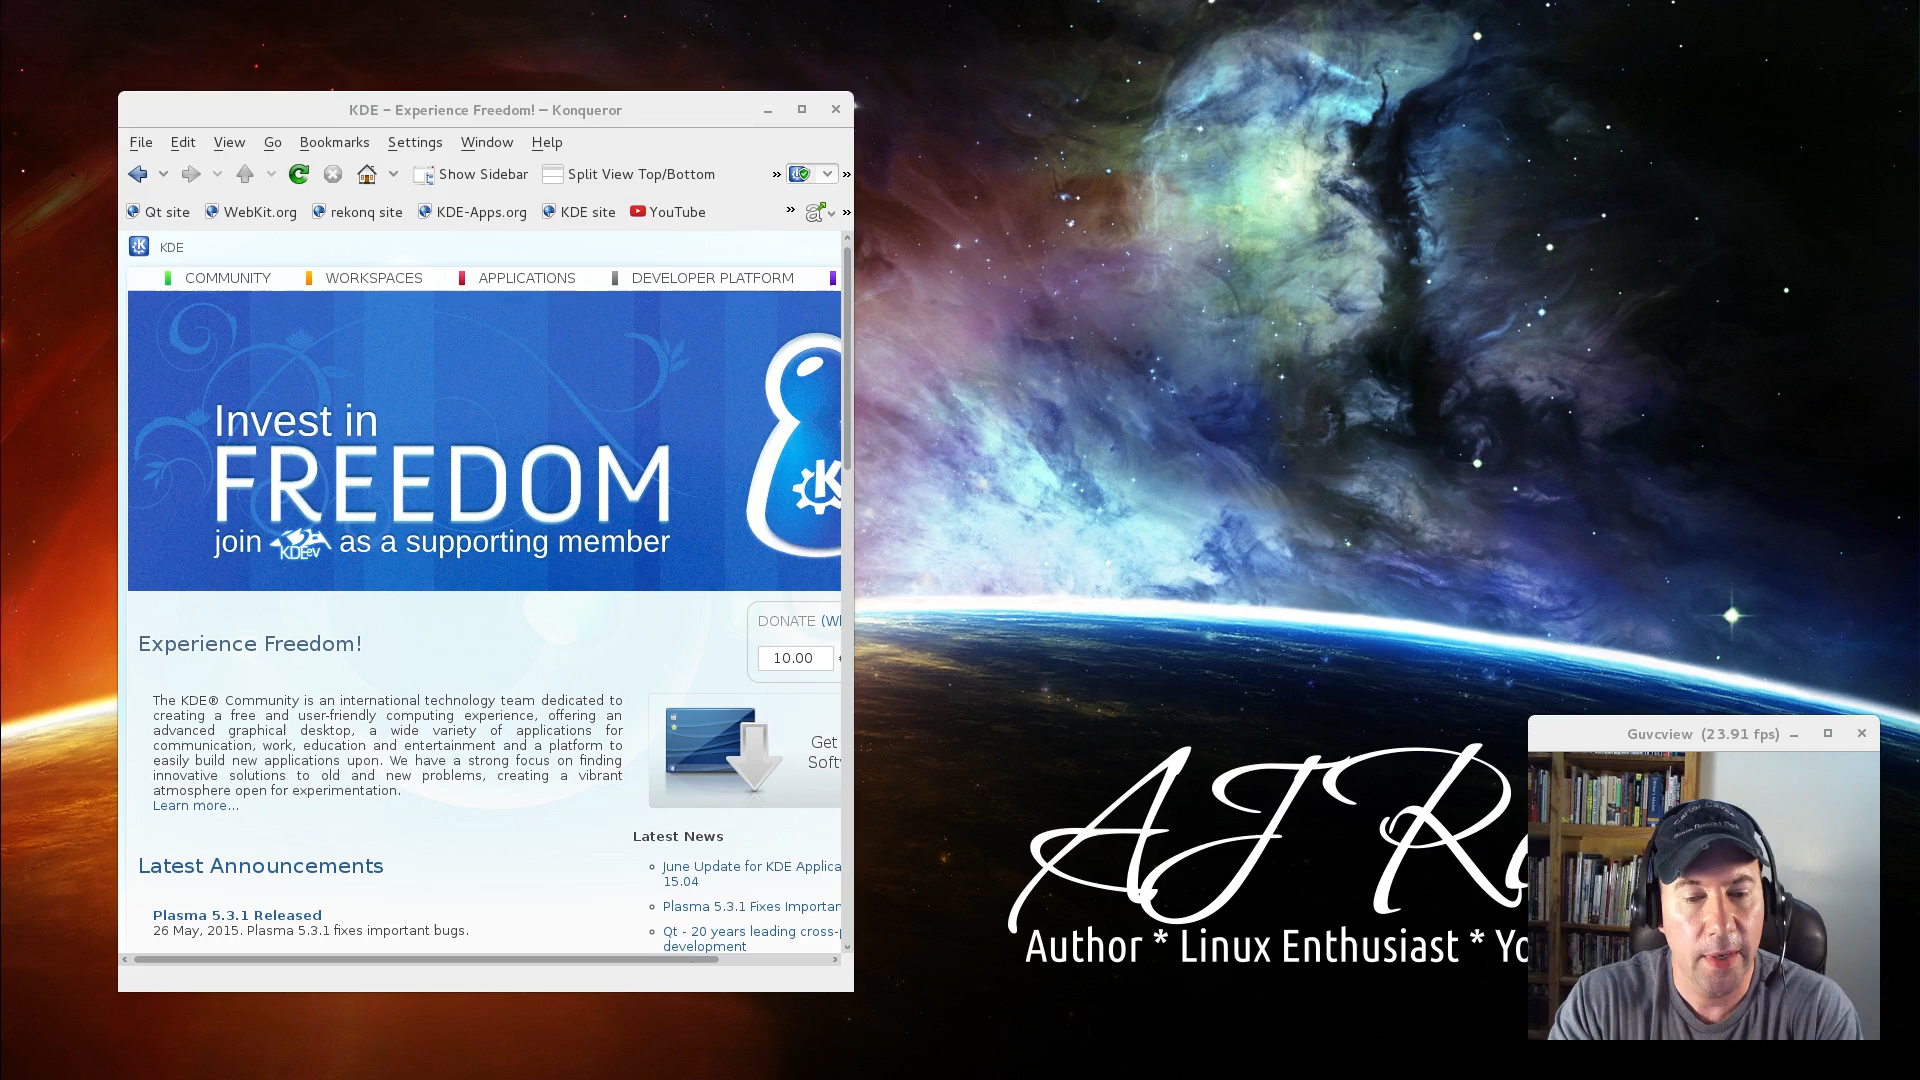 KDE – Experience Freedom! — Konqueror
File Edit View Go Bookmarks Settings Window Help
Show Sidebar Split View Top/Bottom
Qt site WebKit.org rekonq site KDE-Apps.org KDE site YouTube
KDE
COMMUNITY WORKSPACES APPLICATIONS DEVELOPER PLATFORM
Invest in
FREEDOM
join KDE e.V. as a supporting member
DONATE
10.00
Experience Freedom!
The KDE® Community is an international technology team dedicated to
creating a free and user-friendly computing experience, offering an
advanced graphical desktop, a wide variety of applications for
communication, work, education and entertainment and a platform to
easily build new applications upon. We have a strong focus on finding
innovative solutions to old and new problems, creating a vibrant
atmosphere open for experimentation.
Learn more...
Get
Latest News
June Update for KDE
15.04
Plasma 5.3.1 Fixes
Qt - 20 years leading
development
Latest Announcements
Plasma 5.3.1 Released
26 May, 2015. Plasma 5.3.1 fixes important bugs.
AJ
Author * Linux Enthusiast *
Guvcview (23.91 fps)